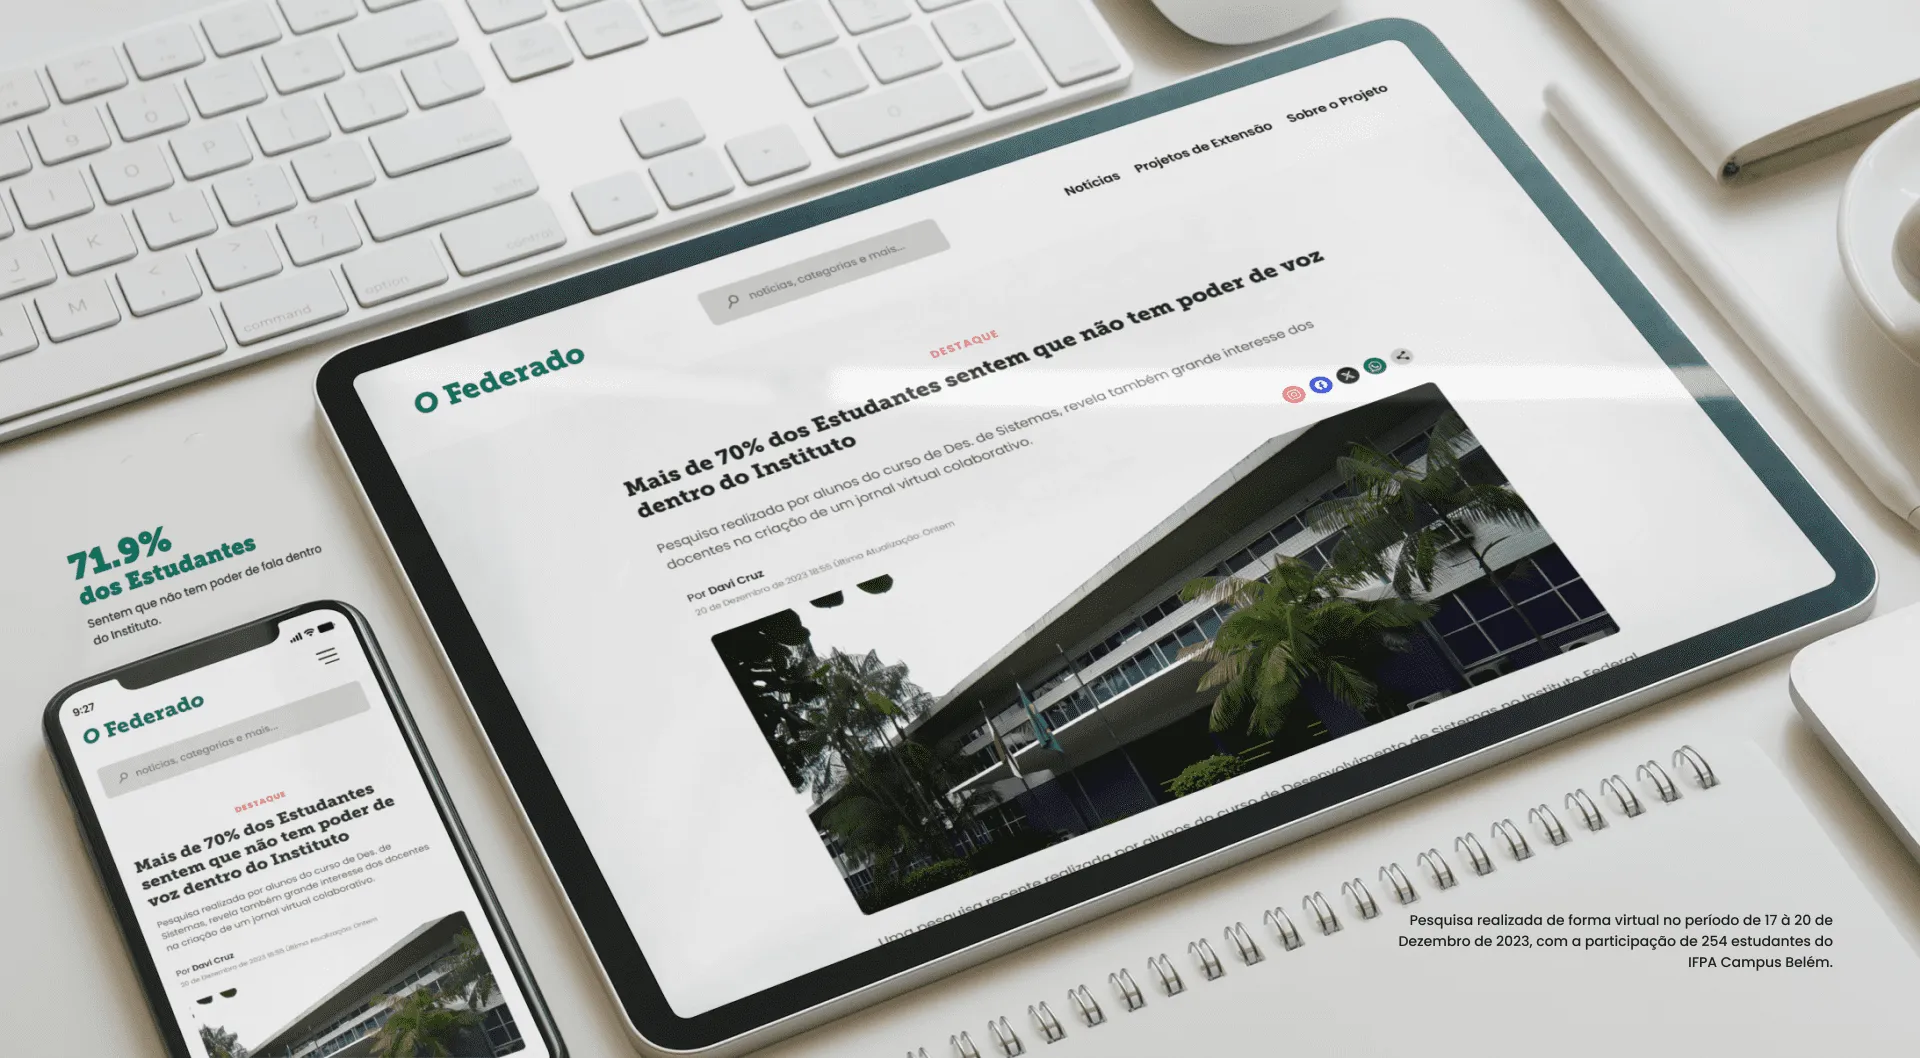 Notícias Projetos de Extensão Sobre o Projeto
notícias, categorias e mais...
O Federado
DESTAQUE
Mais de 70% dos Estudantes sentem que não tem poder de voz
dentro do Instituto
Pesquisa realizada por alunos do curso de Des. de Sistemas, revela também grande interesse dos
docentes na criação de um jornal virtual colaborativo.
Por Davi Cruz
20 de Dezembro de 2023 18:55 Última Atualização: Ontem
Uma pesquisa recente realizada por alunos do curso de Desenvolvimento de Sistemas no Instituto Federal
71.9%
dos Estudantes
Sentem que não tem poder de fala dentro
do Instituto.
9:27
O Federado
notícias, categorias e mais...
DESTAQUE
Mais de 70% dos Estudantes
sentem que não tem poder de
voz dentro do Instituto
Pesquisa realizada por alunos do curso de Des. de
Sistemas, revela também grande interesse dos docentes
na criação de um jornal virtual colaborativo.
Por Davi Cruz
20 de Dezembro de 2023 18:55 Última Atualização: Ontem
Pesquisa realizada de forma virtual no período de 17 à 20 de
Dezembro de 2023, com a participação de 254 estudantes do
IFPA Campus Belém.
command
option
control